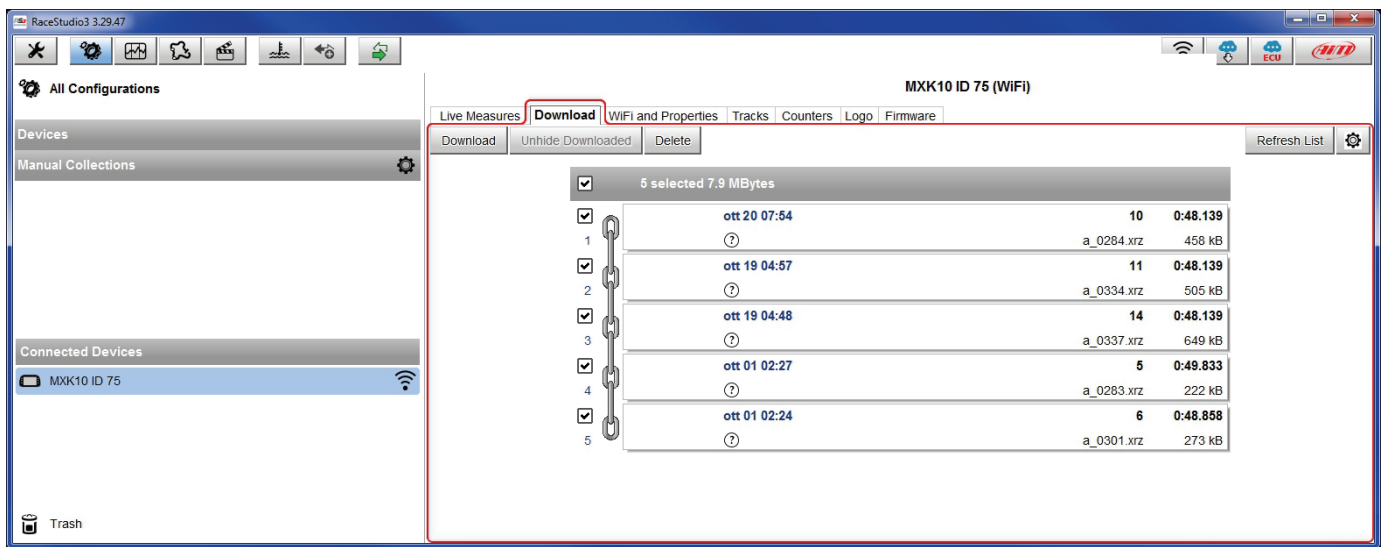 RaceStudio3 3.29.47
ECU
AiM
All Configurations
MXK10 ID 75 (WiFi)
Live Measures Download WiFi and Properties Tracks Counters Logo Firmware
Devices
Download Unhide Downloaded Delete Refresh List
Manual Collections
5 selected 7.9 MBytes
ott 20 07:54 10 0:48.139
1 ? a_0284.xrz 458 kB
ott 19 04:57 11 0:48.139
2 ? a_0334.xrz 505 kB
ott 19 04:48 14 0:48.139
3 ? a_0337.xrz 649 kB
Connected Devices
ott 01 02:27 5 0:49.833
MXK10 ID 75
4 ? a_0283.xrz 222 kB
ott 01 02:24 6 0:48.858
5 ? a_0301.xrz 273 kB
Trash